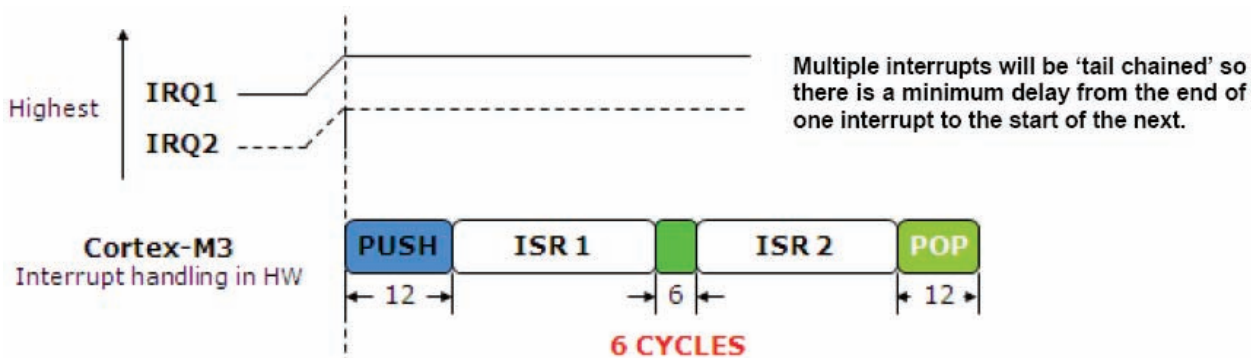 Highest
IRQ1
IRQ2
Multiple interrupts will be ‘tail chained’ so
there is a minimum delay from the end of
one interrupt to the start of the next.
Cortex-M3
Interrupt handling in HW
PUSH ISR 1 ISR 2 POP
12 6 12
6 CYCLES